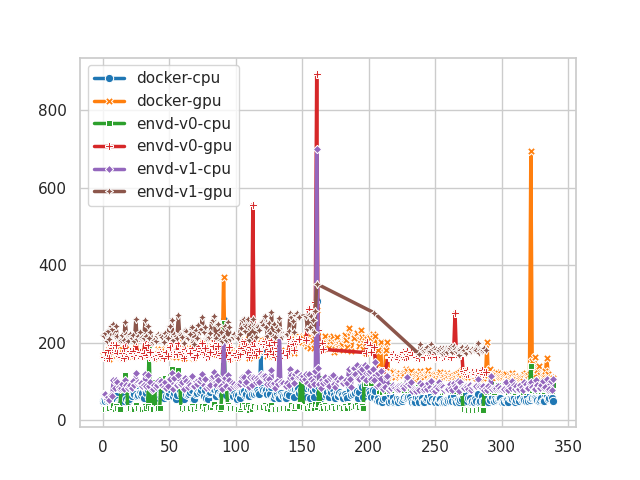 docker-cpu
docker-gpu
envd-v0-cpu
envd-v0-gpu
envd-v1-cpu
envd-v1-gpu
800
600
400
200
0
0 50 100 150 200 250 300 350